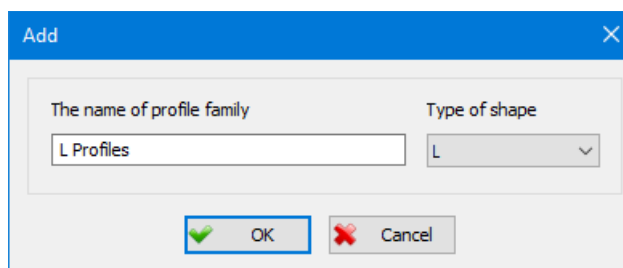 Add
The name of profile family
Type of shape
L Profiles
L
OK
Cancel